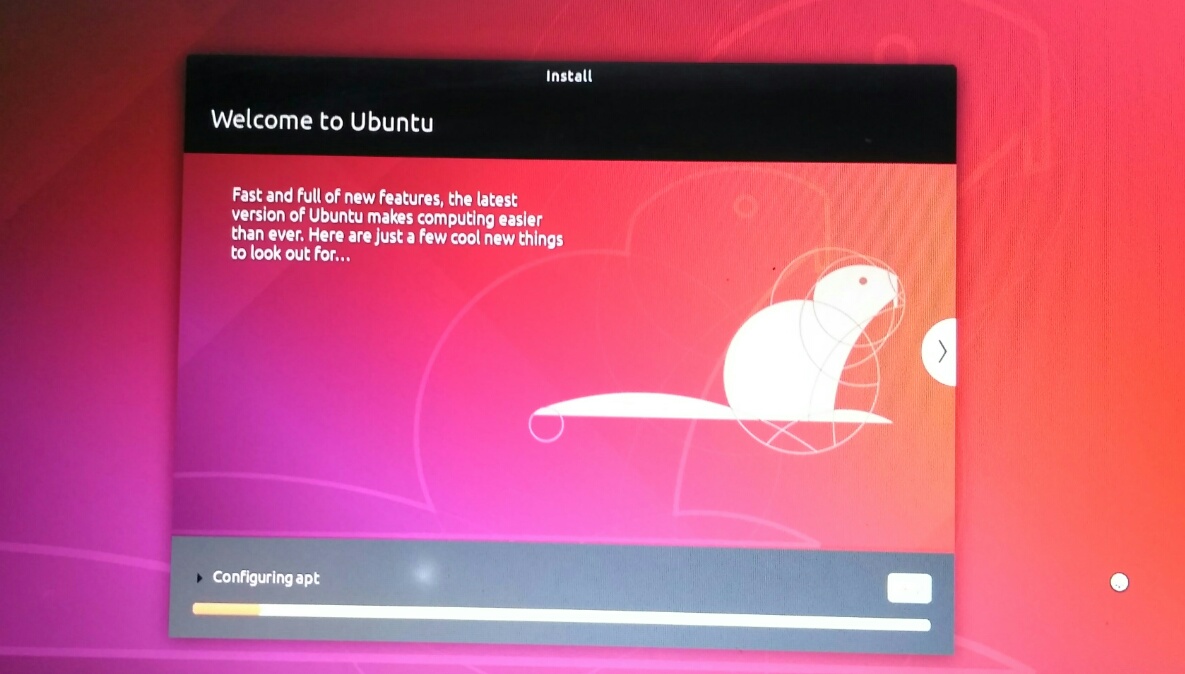 Install
Welcome to Ubuntu
Fast and full of new features, the latest
version of Ubuntu makes computing easier
than ever. Here are just a few cool new things
to look out for...
Configuring apt